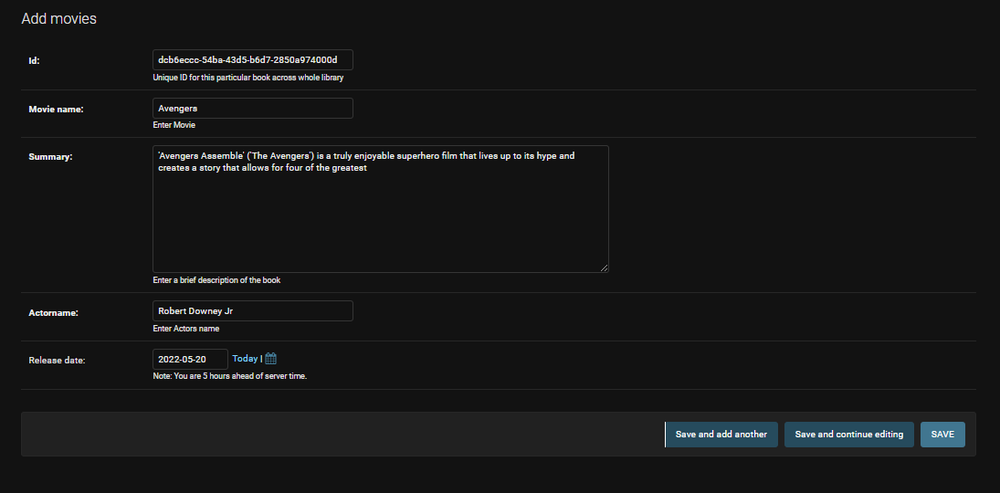 Add movies
Id:
dcb6eccc-54ba-43d5-b6d7-2850a974000d
Unique ID for this particular book across whole library
Movie name:
Avengers
Enter Movie
Summary:
'Avengers Assemble' ('The Avengers') is a truly enjoyable superhero film that lives up to its hype and
creates a story that allows for four of the greatest
Enter a brief description of the book
Actorname:
Robert Downey Jr
Enter Actors name
Release date:
2022-05-20 Today |
Note: You are 5 hours ahead of server time.
Save and add another Save and continue editing SAVE